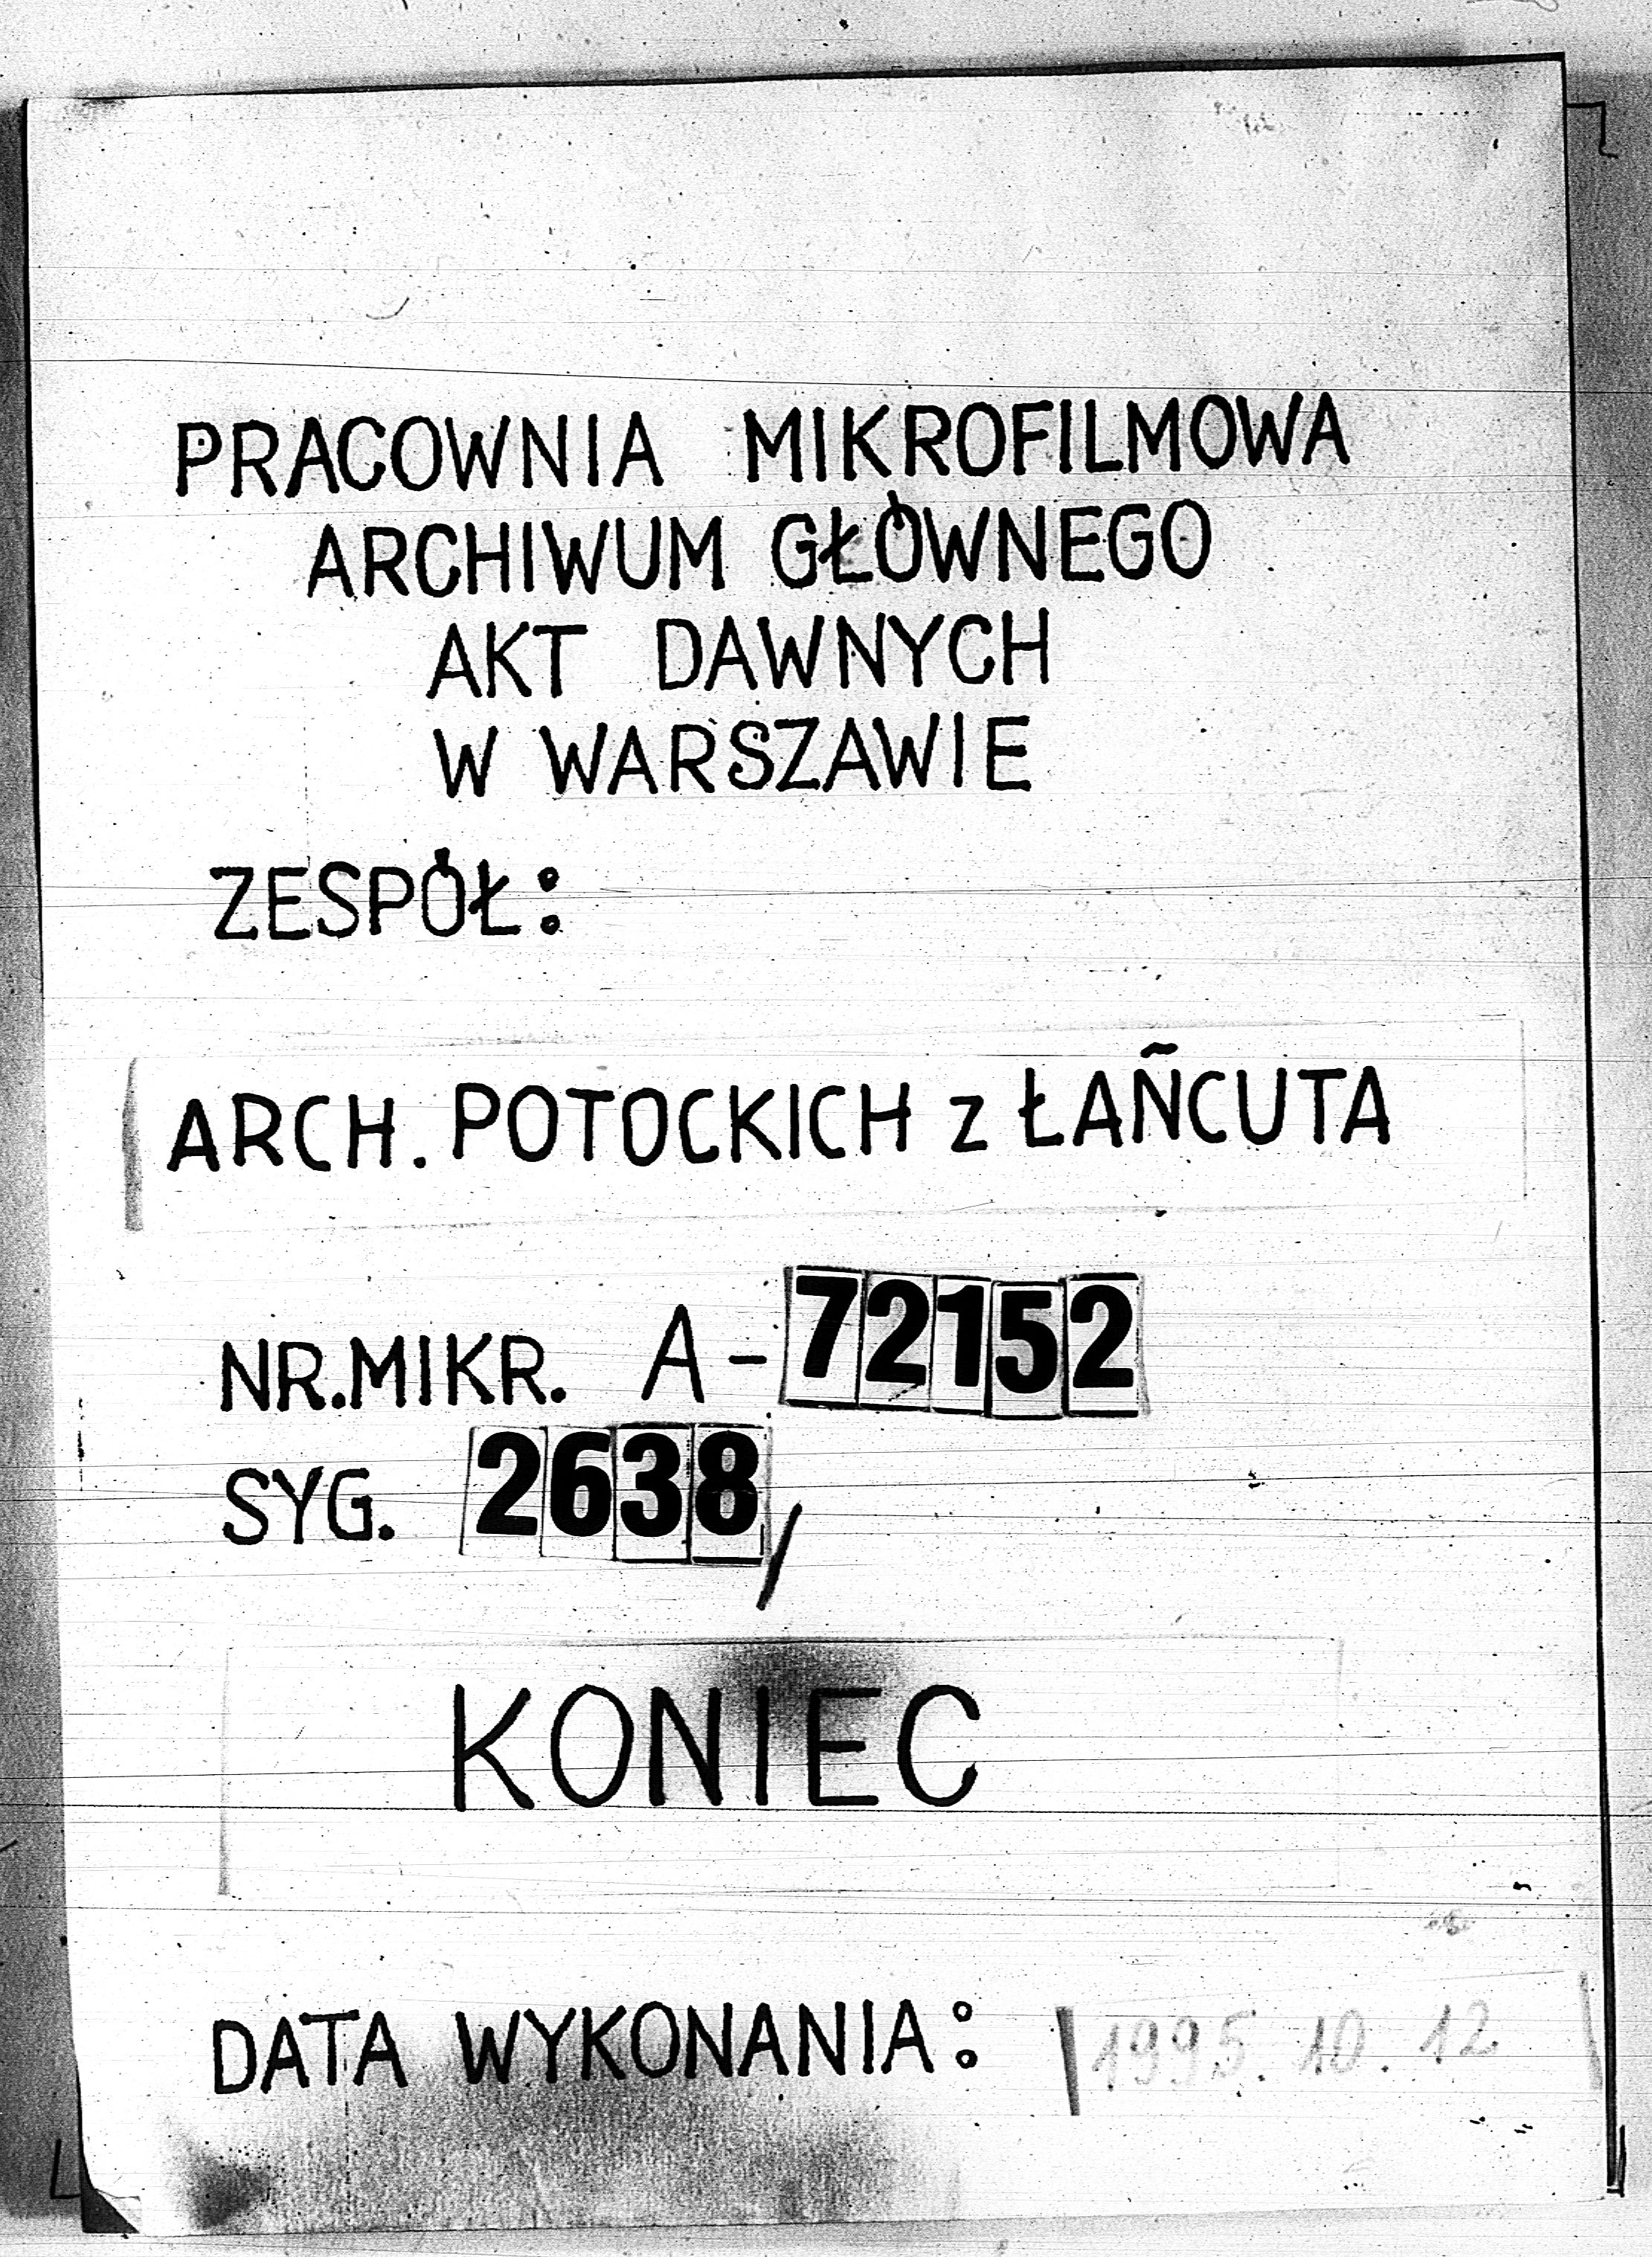 PRACOWNIA MIKROFILMOWA
ARCHIWUM GŁÓWNEGO
AKT DAWNYCH
W WARSZAWIE
ZESPÓŁ:
ARCH. POTOCKICH z ŁAŃCUTA
NR.MIKR. A-72152
SYG. 2638,
KONIEC
DATA WYKONANIA: 1995.10.12